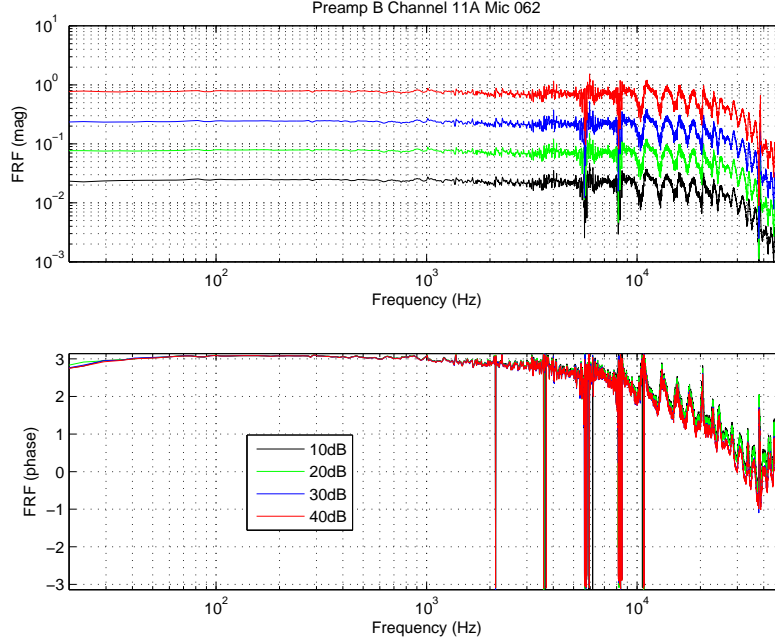 Preamp B Channel 11A Mic 062
10^1
10^0
10^-1
10^-2
10^-3
FRF (mag)
10^2
10^3
10^4
Frequency (Hz)
3
2
1
0
−1
−2
−3
FRF (phase)
10dB
20dB
30dB
40dB
10^2
10^3
10^4
Frequency (Hz)